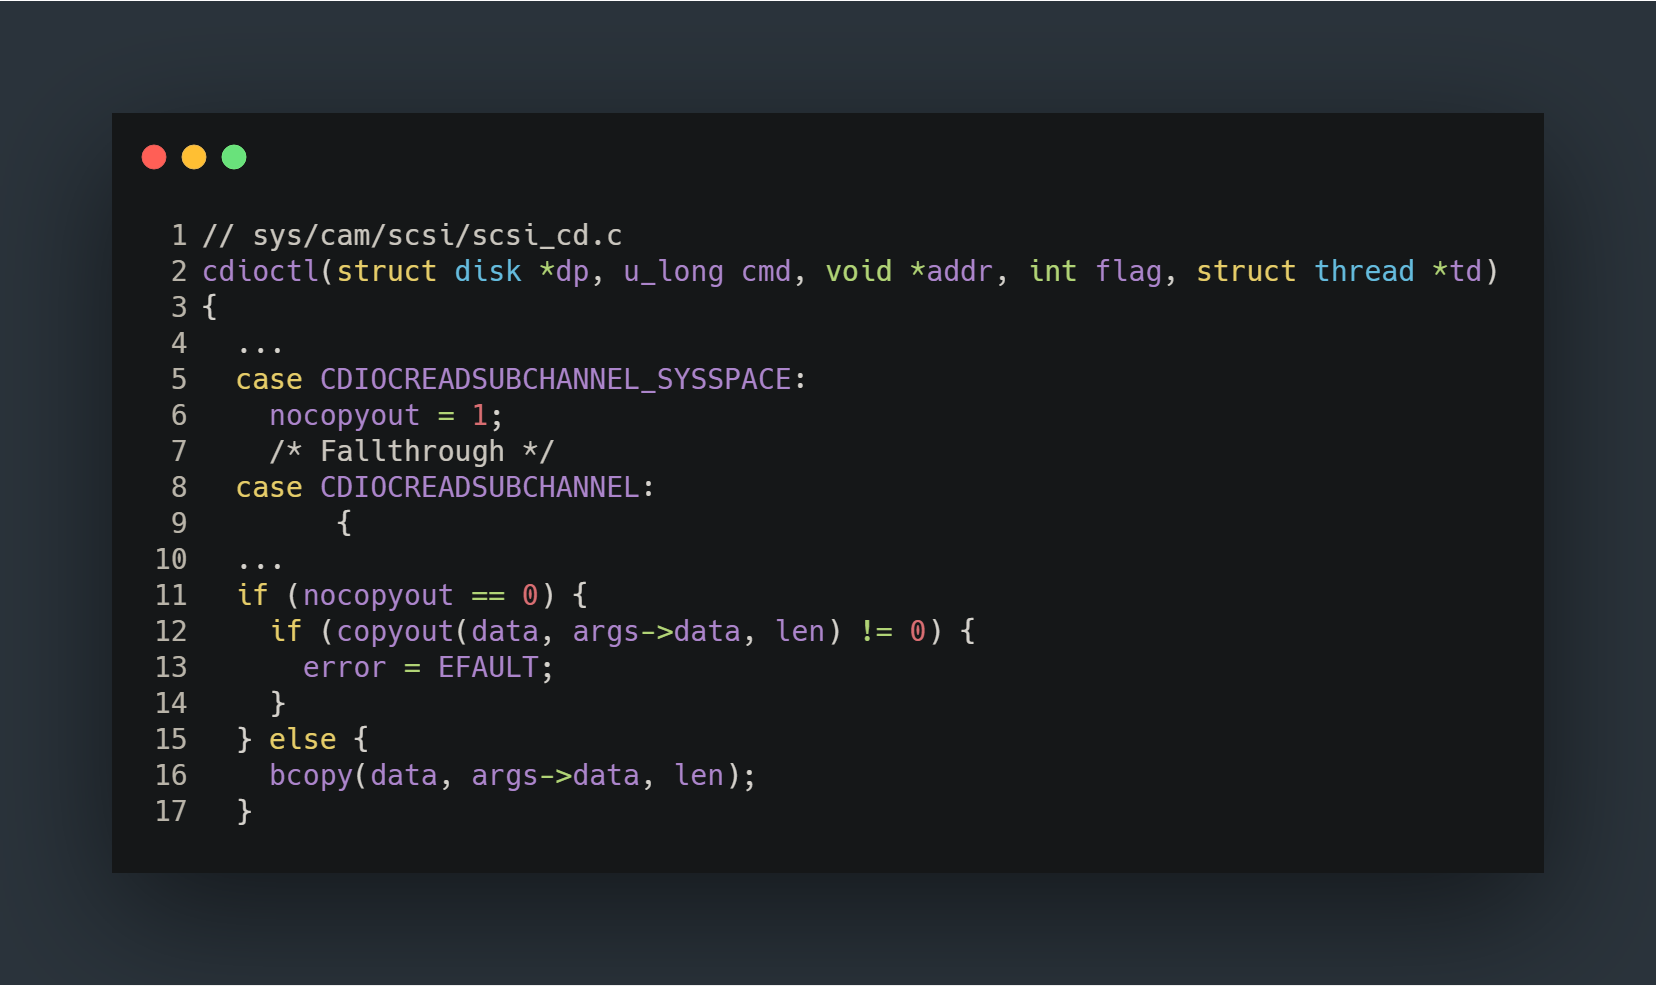 1 // sys/cam/scsi/scsi_cd.c
2 cdioctl(struct disk *dp, u_long cmd, void *addr, int flag, struct thread *td)
3 {
4   ...
5   case CDIOCREADSUBCHANNEL_SYSSPACE:
6     nocopyout = 1;
7     /* Fallthrough */
8   case CDIOCREADSUBCHANNEL:
9         {
10   ...
11   if (nocopyout == 0) {
12     if (copyout(data, args->data, len) != 0) {
13       error = EFAULT;
14     }
15   } else {
16     bcopy(data, args->data, len);
17   }